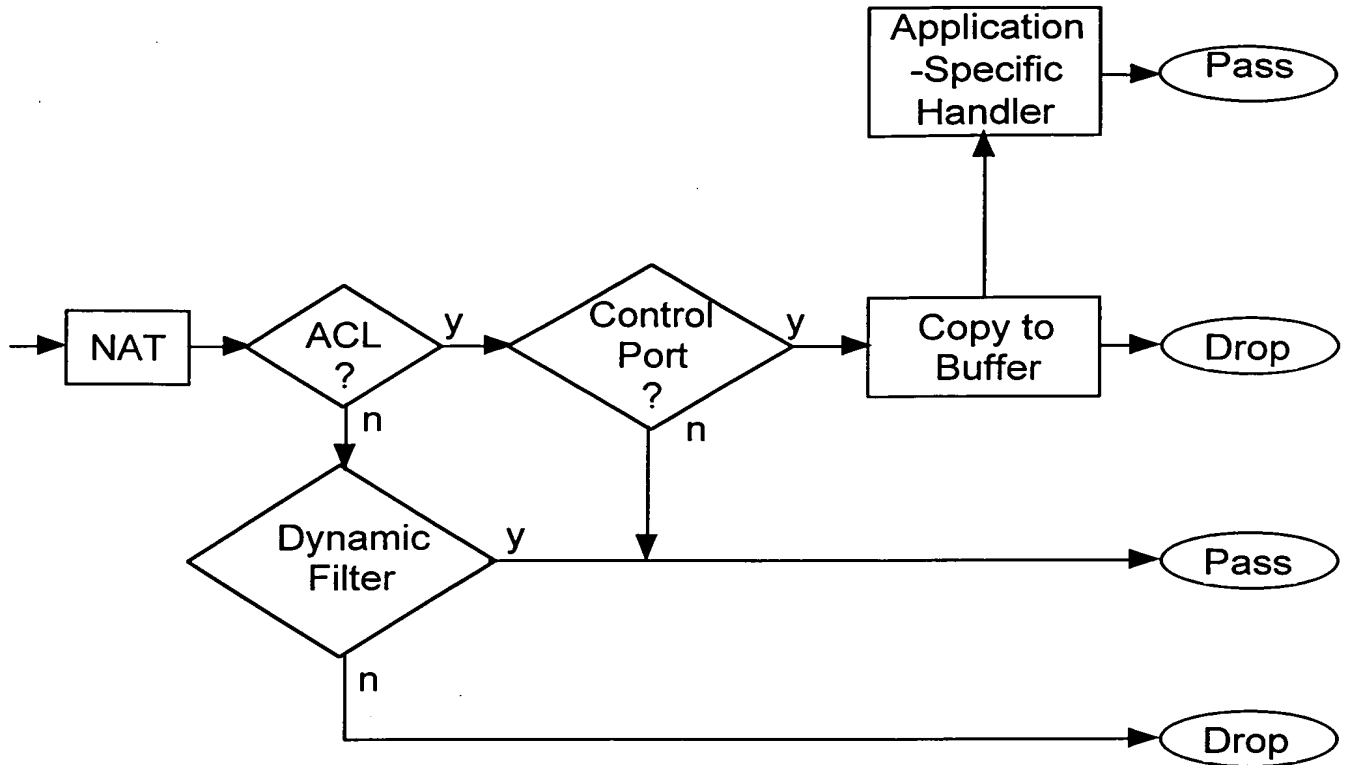 Application
-Specific
Handler
Pass
NAT
ACL
?
y
Control
Port
?
y
Copy to
Buffer
Drop
n
n
Dynamic
Filter
y
Pass
n
Drop